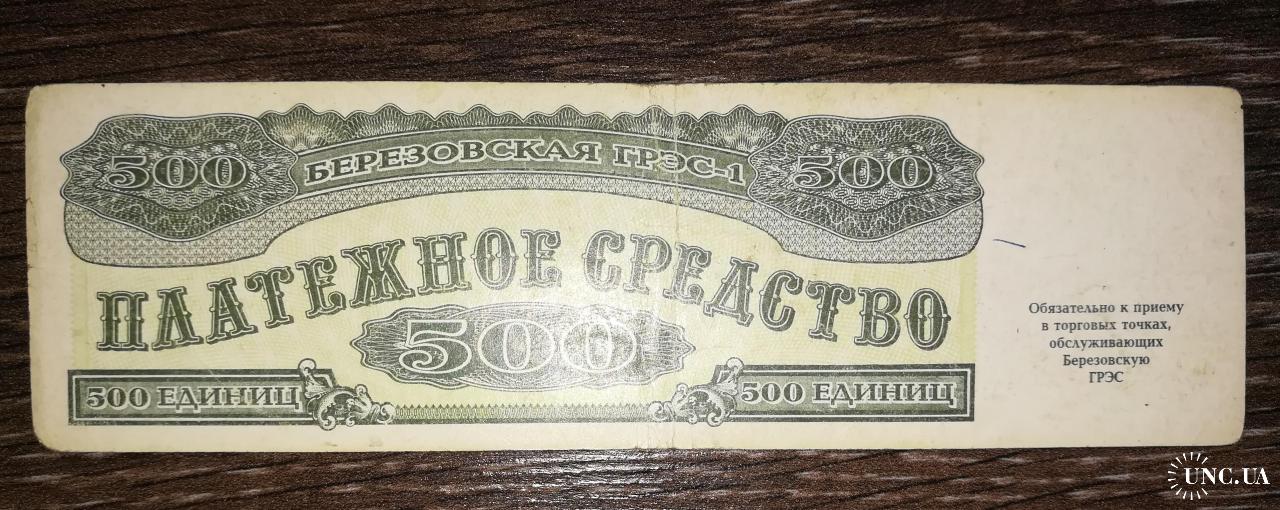 500
БЕРЕЗОВСКАЯ ГРЭС-1
500
ПЛАТЕЖНОЕ СРЕДСТВО
500
500 ЕДИНИЦ
500 ЕДИНИЦ
Обязательно к приему
в торговых точках,
обслуживающих
Березовскую
ГРЭС
UNC.UA